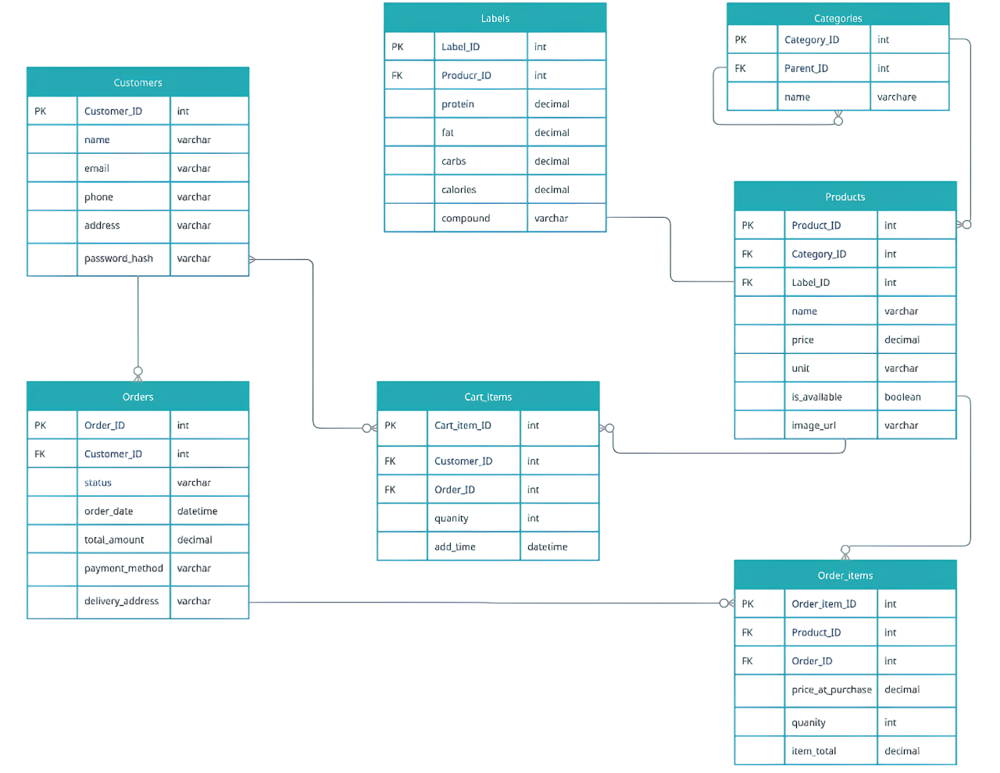 Customers
PK Customer_ID int
name varchar
email varchar
phone varchar
address varchar
password_hash varchar
Labels
PK Label_ID int
FK Producr_ID int
protein decimal
fat decimal
carbs decimal
calories decimal
compound varchar
Categories
PK Category_ID int
FK Parent_ID int
name varchare
Products
PK Product_ID int
FK Category_ID int
FK Label_ID int
name varchar
price decimal
unit varchar
is_available boolean
image_url varchar
Orders
PK Order_ID int
FK Customer_ID int
status varchar
order_date datetime
total_amount decimal
payment_method varchar
delivery_address varchar
Cart_items
PK Cart_item_ID int
FK Customer_ID int
FK Order_ID int
quanity int
add_time datetime
Order_items
PK Order_item_ID int
FK Product_ID int
FK Order_ID int
price_at_purchase decimal
quanity int
item_total decimal